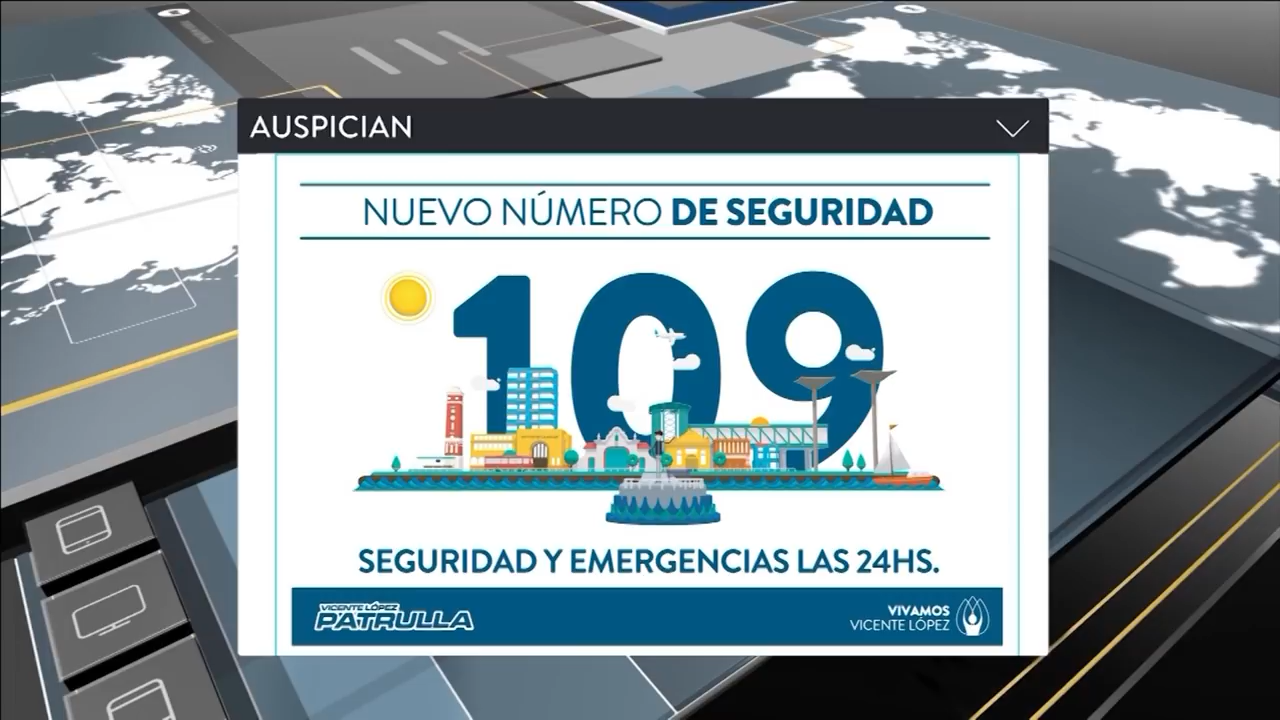 AUSPICIAN
NUEVO NÚMERO DE SEGURIDAD
109
SEGURIDAD Y EMERGENCIAS LAS 24HS.
VICENTE LÓPEZ
PATRULLA
VIVAMOS
VICENTE LÓPEZ